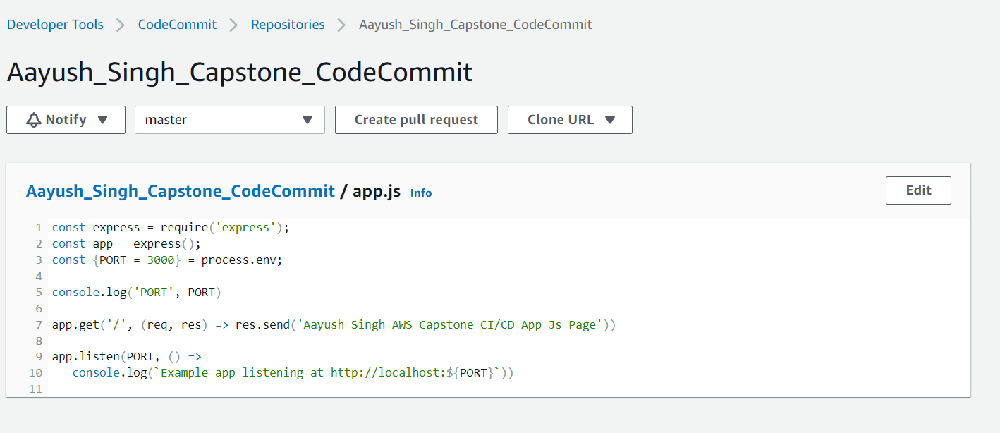 Developer Tools > CodeCommit > Repositories > Aayush_Singh_Capstone_CodeCommit
Aayush_Singh_Capstone_CodeCommit
Notify master Create pull request Clone URL
Aayush_Singh_Capstone_CodeCommit / app.js Info Edit
1 const express = require('express');
2 const app = express();
3 const {PORT = 3000} = process.env;
4
5 console.log('PORT', PORT)
6
7 app.get('/', (req, res) => res.send('Aayush Singh AWS Capstone CI/CD App Js Page'))
8
9 app.listen(PORT, () =>
10    console.log(`Example app listening at http://localhost:${PORT}`))
11